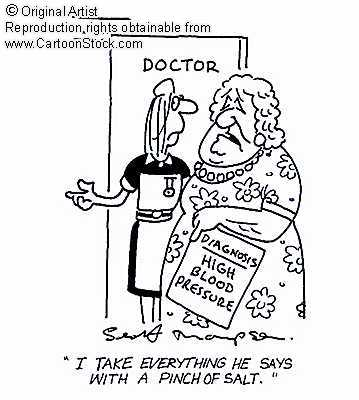 © Original Artist
Reproduction rights obtainable from
www.CartoonStock.com
DOCTOR
DIAGNOSIS
HIGH
BLOOD
PRESSURE
"I TAKE EVERYTHING HE SAYS
WITH A PINCH OF SALT."